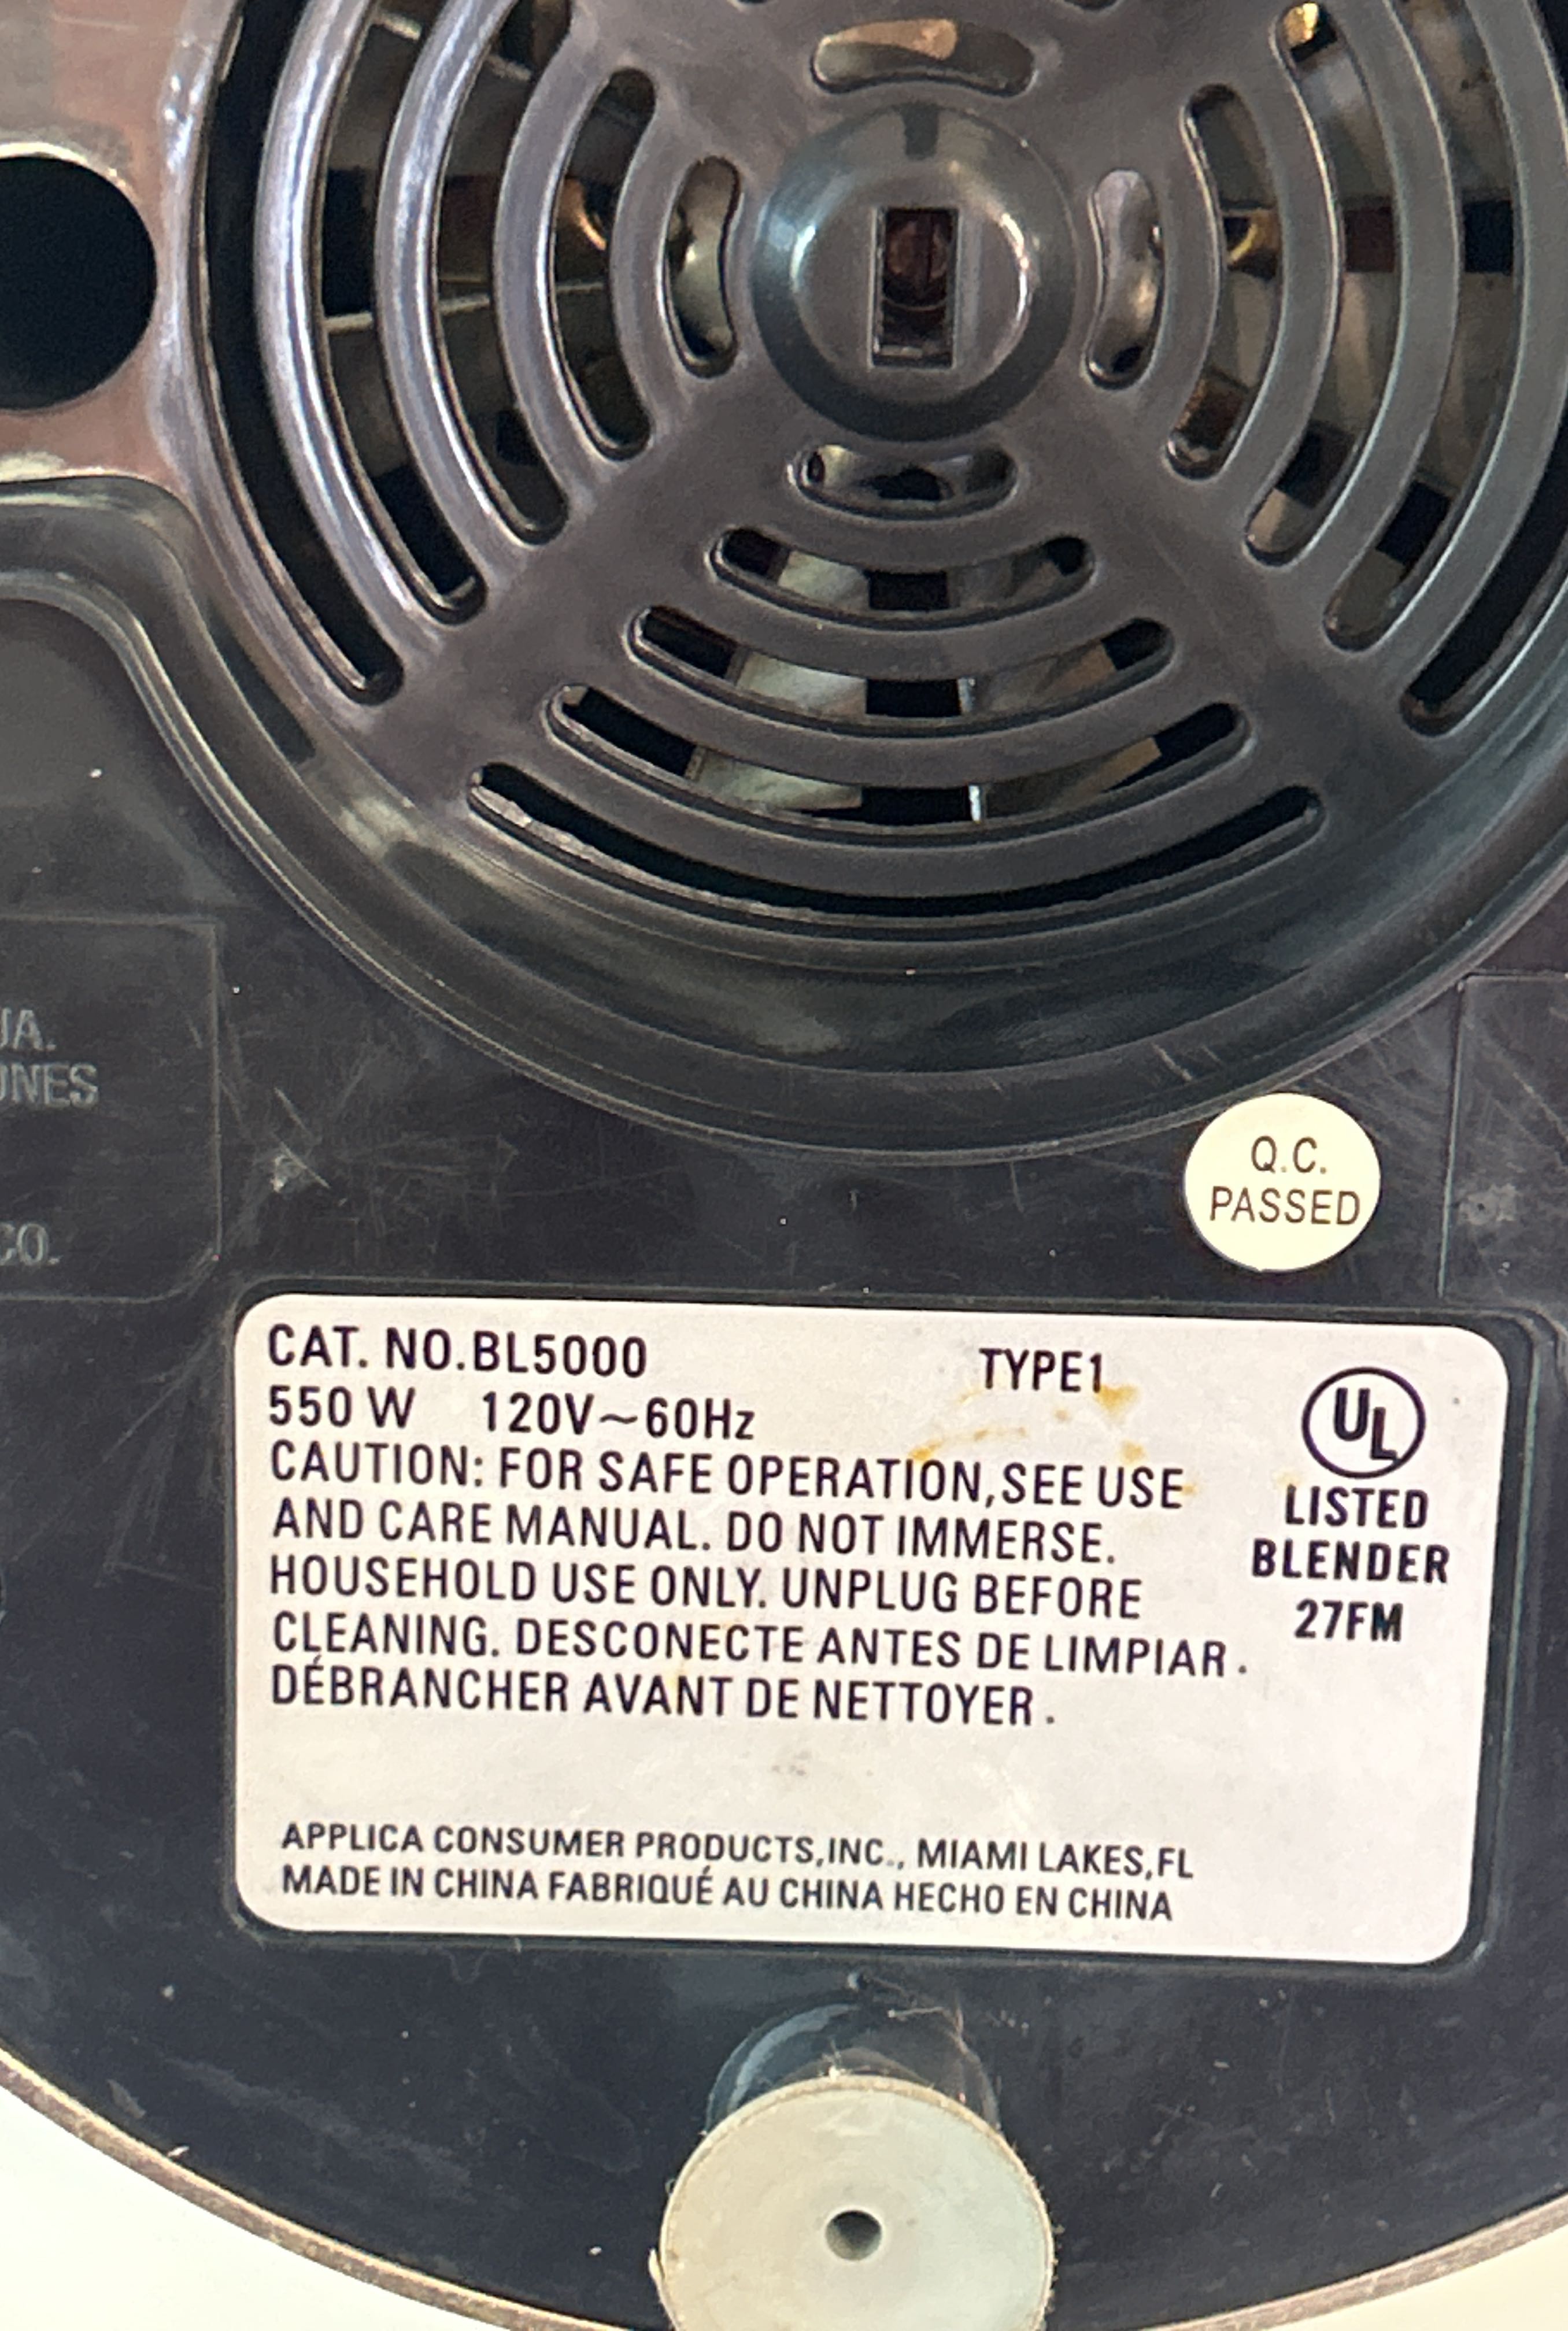 Q.C.
PASSED
CO.
CAT. NO.BL5000 TYPE1
550 W 120V~60Hz
CAUTION: FOR SAFE OPERATION,SEE USE
AND CARE MANUAL. DO NOT IMMERSE.
HOUSEHOLD USE ONLY. UNPLUG BEFORE
CLEANING. DESCONECTE ANTES DE LIMPIAR.
DÉBRANCHER AVANT DE NETTOYER.
UL
LISTED
BLENDER
27FM
APPLICA CONSUMER PRODUCTS,INC., MIAMI LAKES,FL
MADE IN CHINA FABRIQUÉ AU CHINA HECHO EN CHINA